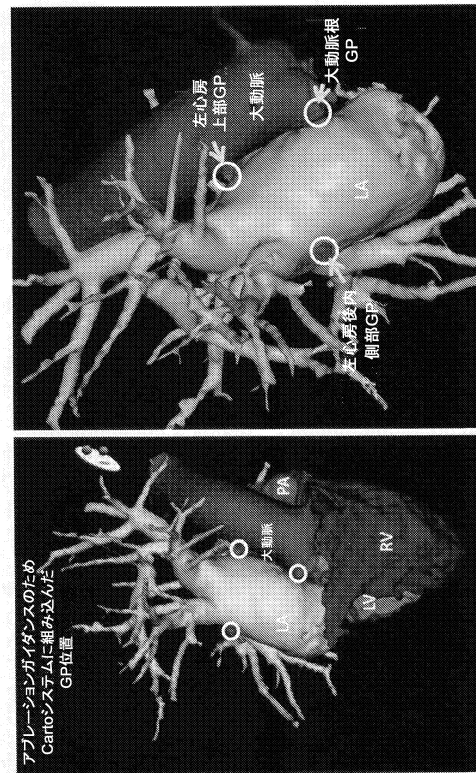 アブレーションガイダンスのため
Cartoシステムに組み込んだ
GP位置
PA
大動脈
LA
RV
LV
左心房
上部GP
大動脈
大動脈根
GP
LA
左心房後内
側部GP